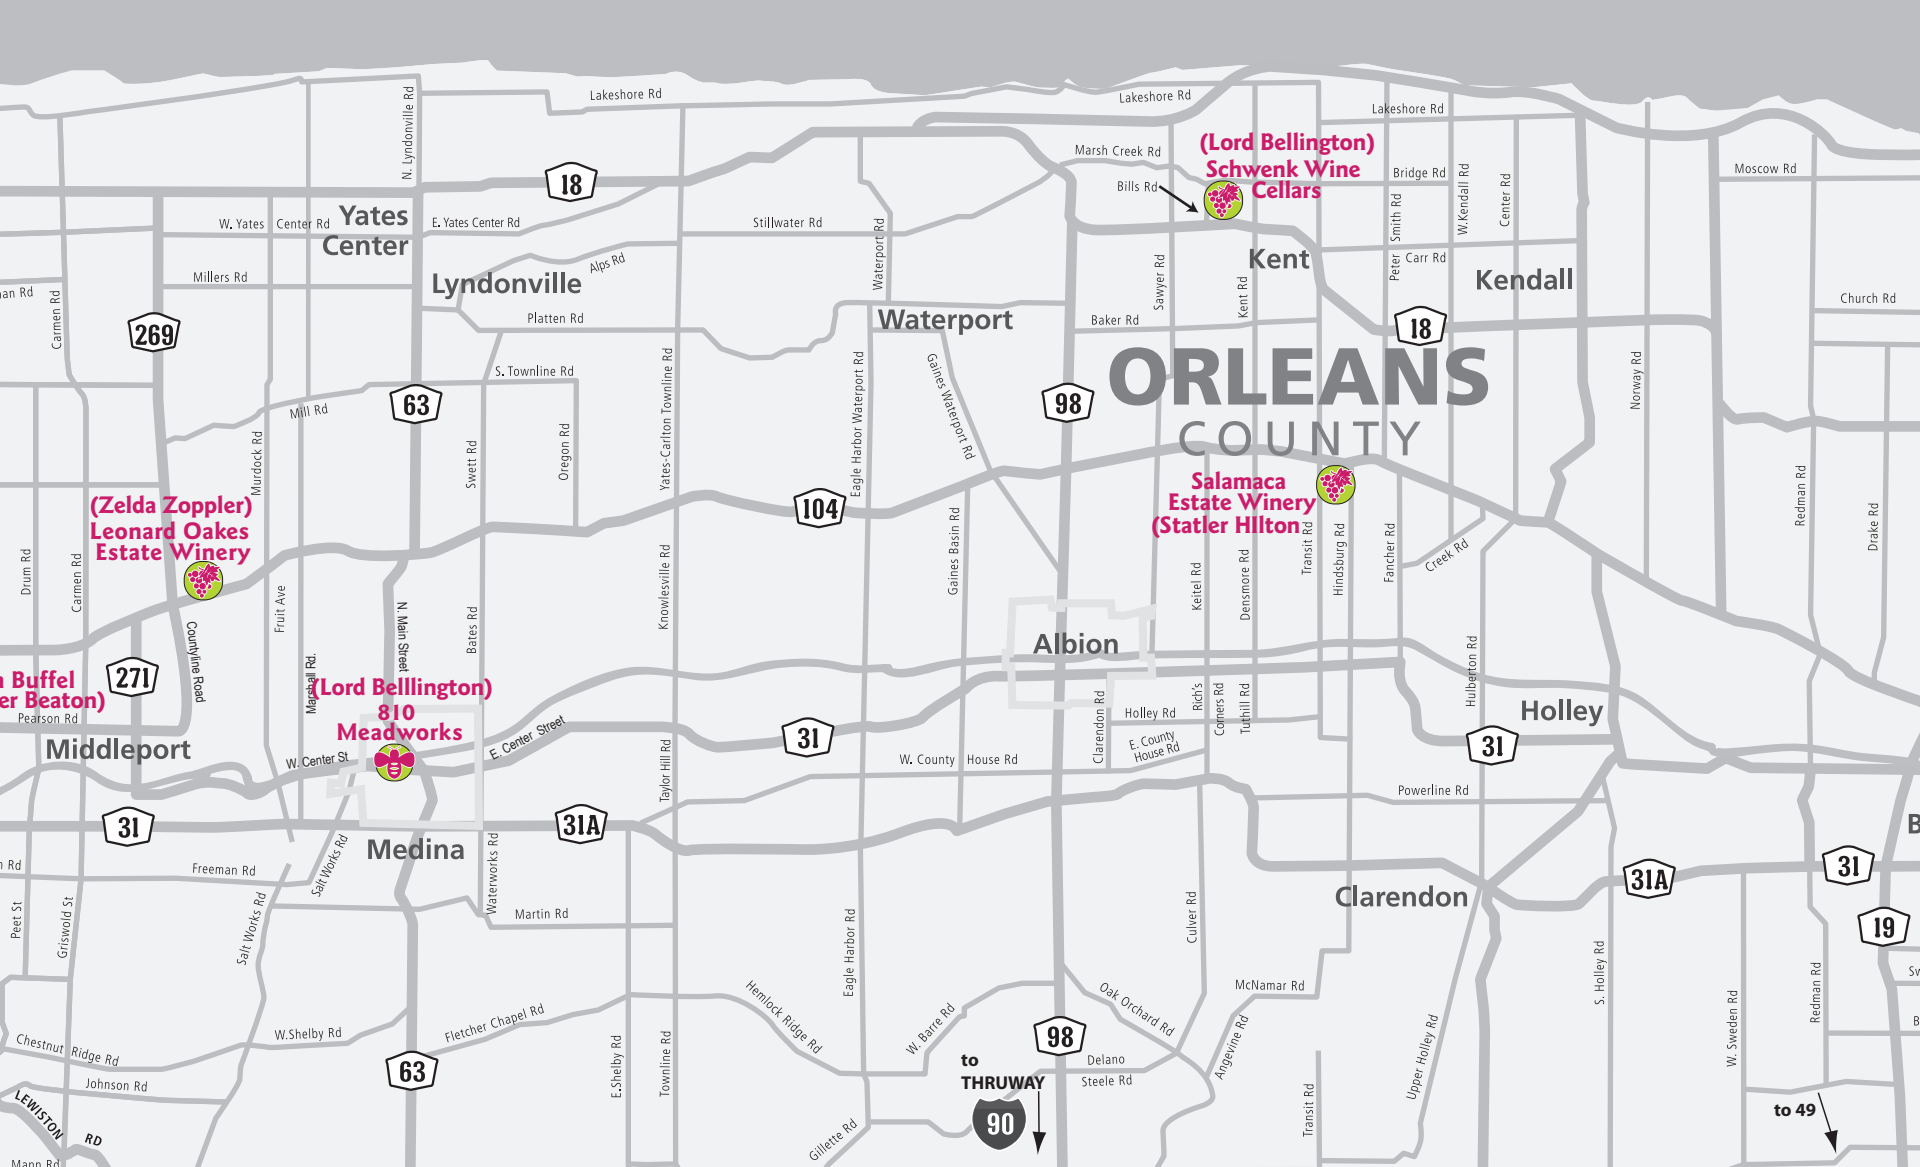 N. Lyndonville Rd
Lakeshore Rd
Lakeshore Rd
Lakeshore Rd
18
Marsh Creek Rd
Bills Rd
(Lord Bellington)
Schwenk Wine
Cellars
Bridge Rd
Moscow Rd
W. Yates
Center Rd
Yates
Center
E. Yates Center Rd
Stillwater Rd
Waterport Rd
Peter
Smith Rd
W.Kendall Rd
Center Rd
Millers Rd
Lyndonville
Alps Rd
Kent
Carr Rd
Kendall
Sawyer Rd
Kent Rd
Carmen Rd
269
Platten Rd
Waterport
Baker Rd
18
Church Rd
ORLEANS
COUNTY
63
Mill Rd
S. Townline Rd
98
Murdock Rd
Swett Rd
Oregon Rd
Yates-Carlton Townline Rd
Eagle Harbor Waterport Rd
Gaines Waterport Rd
Norway Rd
Redman Rd
Drake Rd
(Zelda Zoppler)
Leonard Oakes
Estate Winery
104
Salamaca
Estate Winery
(Statler HIlton
Drum Rd
Carmen Rd
Fruit Ave
N. Main Street
Bates Rd
Knowlesville Rd
Gaines Basin Rd
Keitel Rd
Densmore Rd
Transit Rd
Hindsburg Rd
Fancher Rd
Creek Rd
Countyline Road
Marshall Rd.
Albion
Hulberton Rd
Buffel
er Beaton)
271
Pearson Rd
Middleport
(Lord Belllington)
810
Meadworks
W. Center St
E. Center Street
31
Clarendon Rd
Rich's
Corners Rd
Tuthill Rd
Holley Rd
E. County
House Rd
Holley
31
W. County
House Rd
Taylor Hill Rd
Powerline Rd
31
31A
Medina
Freeman Rd
Salt Works Rd
Waterworks Rd
Clarendon
31A
31
19
Peet St
Griswold St
Salt Works Rd
Martin Rd
Eagle Harbor Rd
Culver Rd
S. Holley Rd
W. Sweden Rd
Redman Rd
McNamar Rd
Hemlock Ridge Rd
Oak Orchard Rd
W.Shelby Rd
Fletcher Chapel Rd
W. Barre Rd
98
Angevine Rd
Upper Holley Rd
Chestnut Ridge Rd
63
E.Shelby Rd
Townline Rd
to
THRUWAY
90
Delano
Steele Rd
Johnson Rd
LEWISTON
RD
Gillette Rd
Transit Rd
to 49
Mann Rd